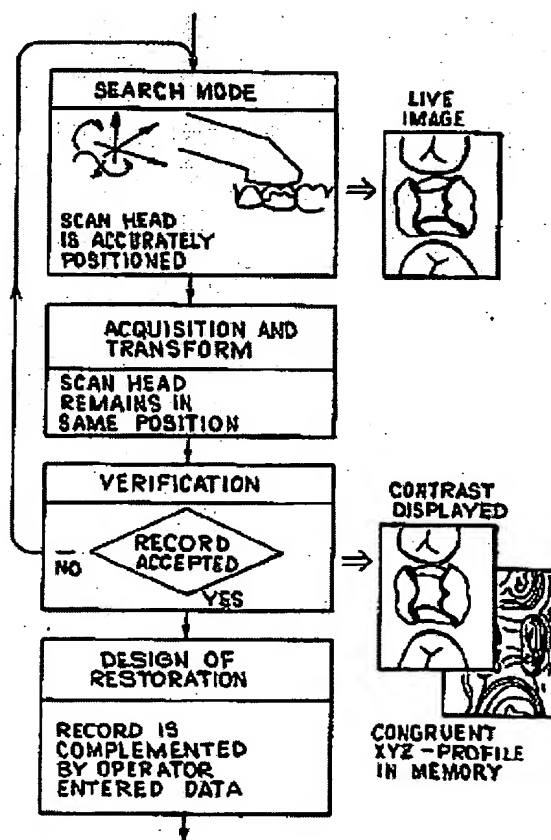 SEARCH MODE
SCAN HEAD
IS ACCURATELY
POSITIONED
LIVE
IMAGE
ACQUISITION AND
TRANSFORM
SCAN HEAD
REMAINS IN
SAME POSITION
VERIFICATION
RECORD
ACCEPTED
NO
YES
CONTRAST
DISPLAYED
CONGRUENT
XYZ-PROFILE
IN MEMORY
DESIGN OF
RESTORATION
RECORD IS
COMPLEMENTED
BY OPERATOR
ENTERED DATA